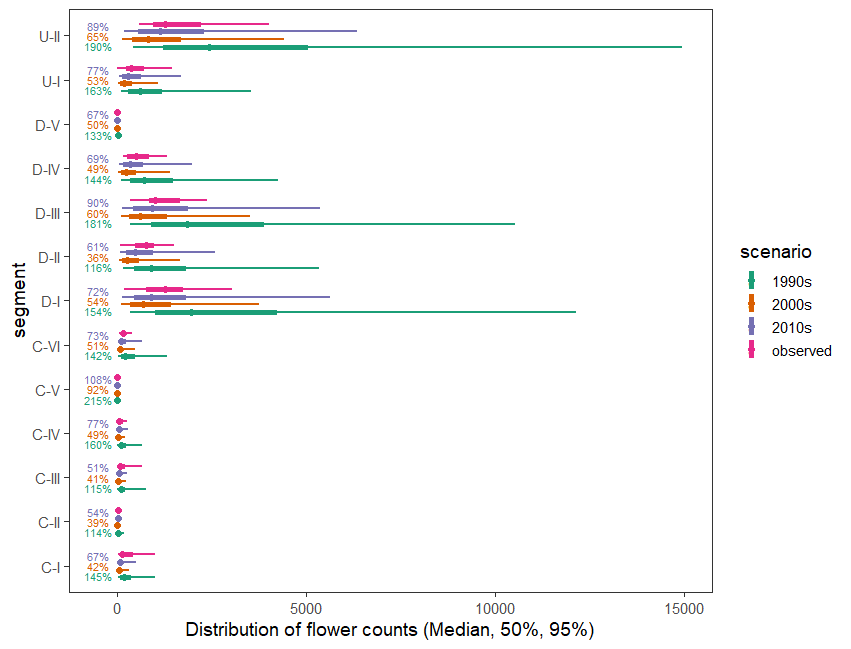 segment
U-II
89%
65%
190%
U-I
77%
53%
163%
D-V
67%
50%
133%
D-IV
69%
49%
144%
D-III
90%
60%
181%
D-II
61%
36%
116%
D-I
72%
54%
154%
C-VI
73%
51%
142%
C-V
108%
92%
215%
C-IV
77%
49%
160%
C-III
51%
41%
115%
C-II
54%
39%
114%
C-I
67%
42%
145%
0 5000 10000 15000
Distribution of flower counts (Median, 50%, 95%)
scenario
1990s
2000s
2010s
observed